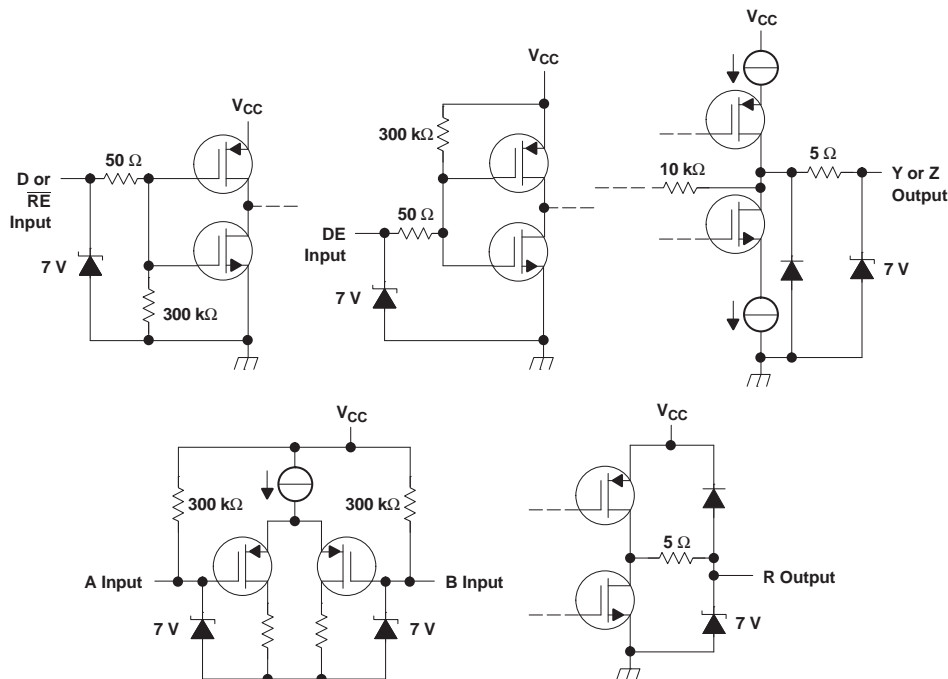 VCC
D or
RE
Input
50 Ω
7 V
300 kΩ
VCC
300 kΩ
50 Ω
DE
Input
7 V
VCC
10 kΩ
5 Ω
Y or Z
Output
7 V
VCC
300 kΩ
300 kΩ
A Input
B Input
7 V
7 V
VCC
5 Ω
R Output
7 V